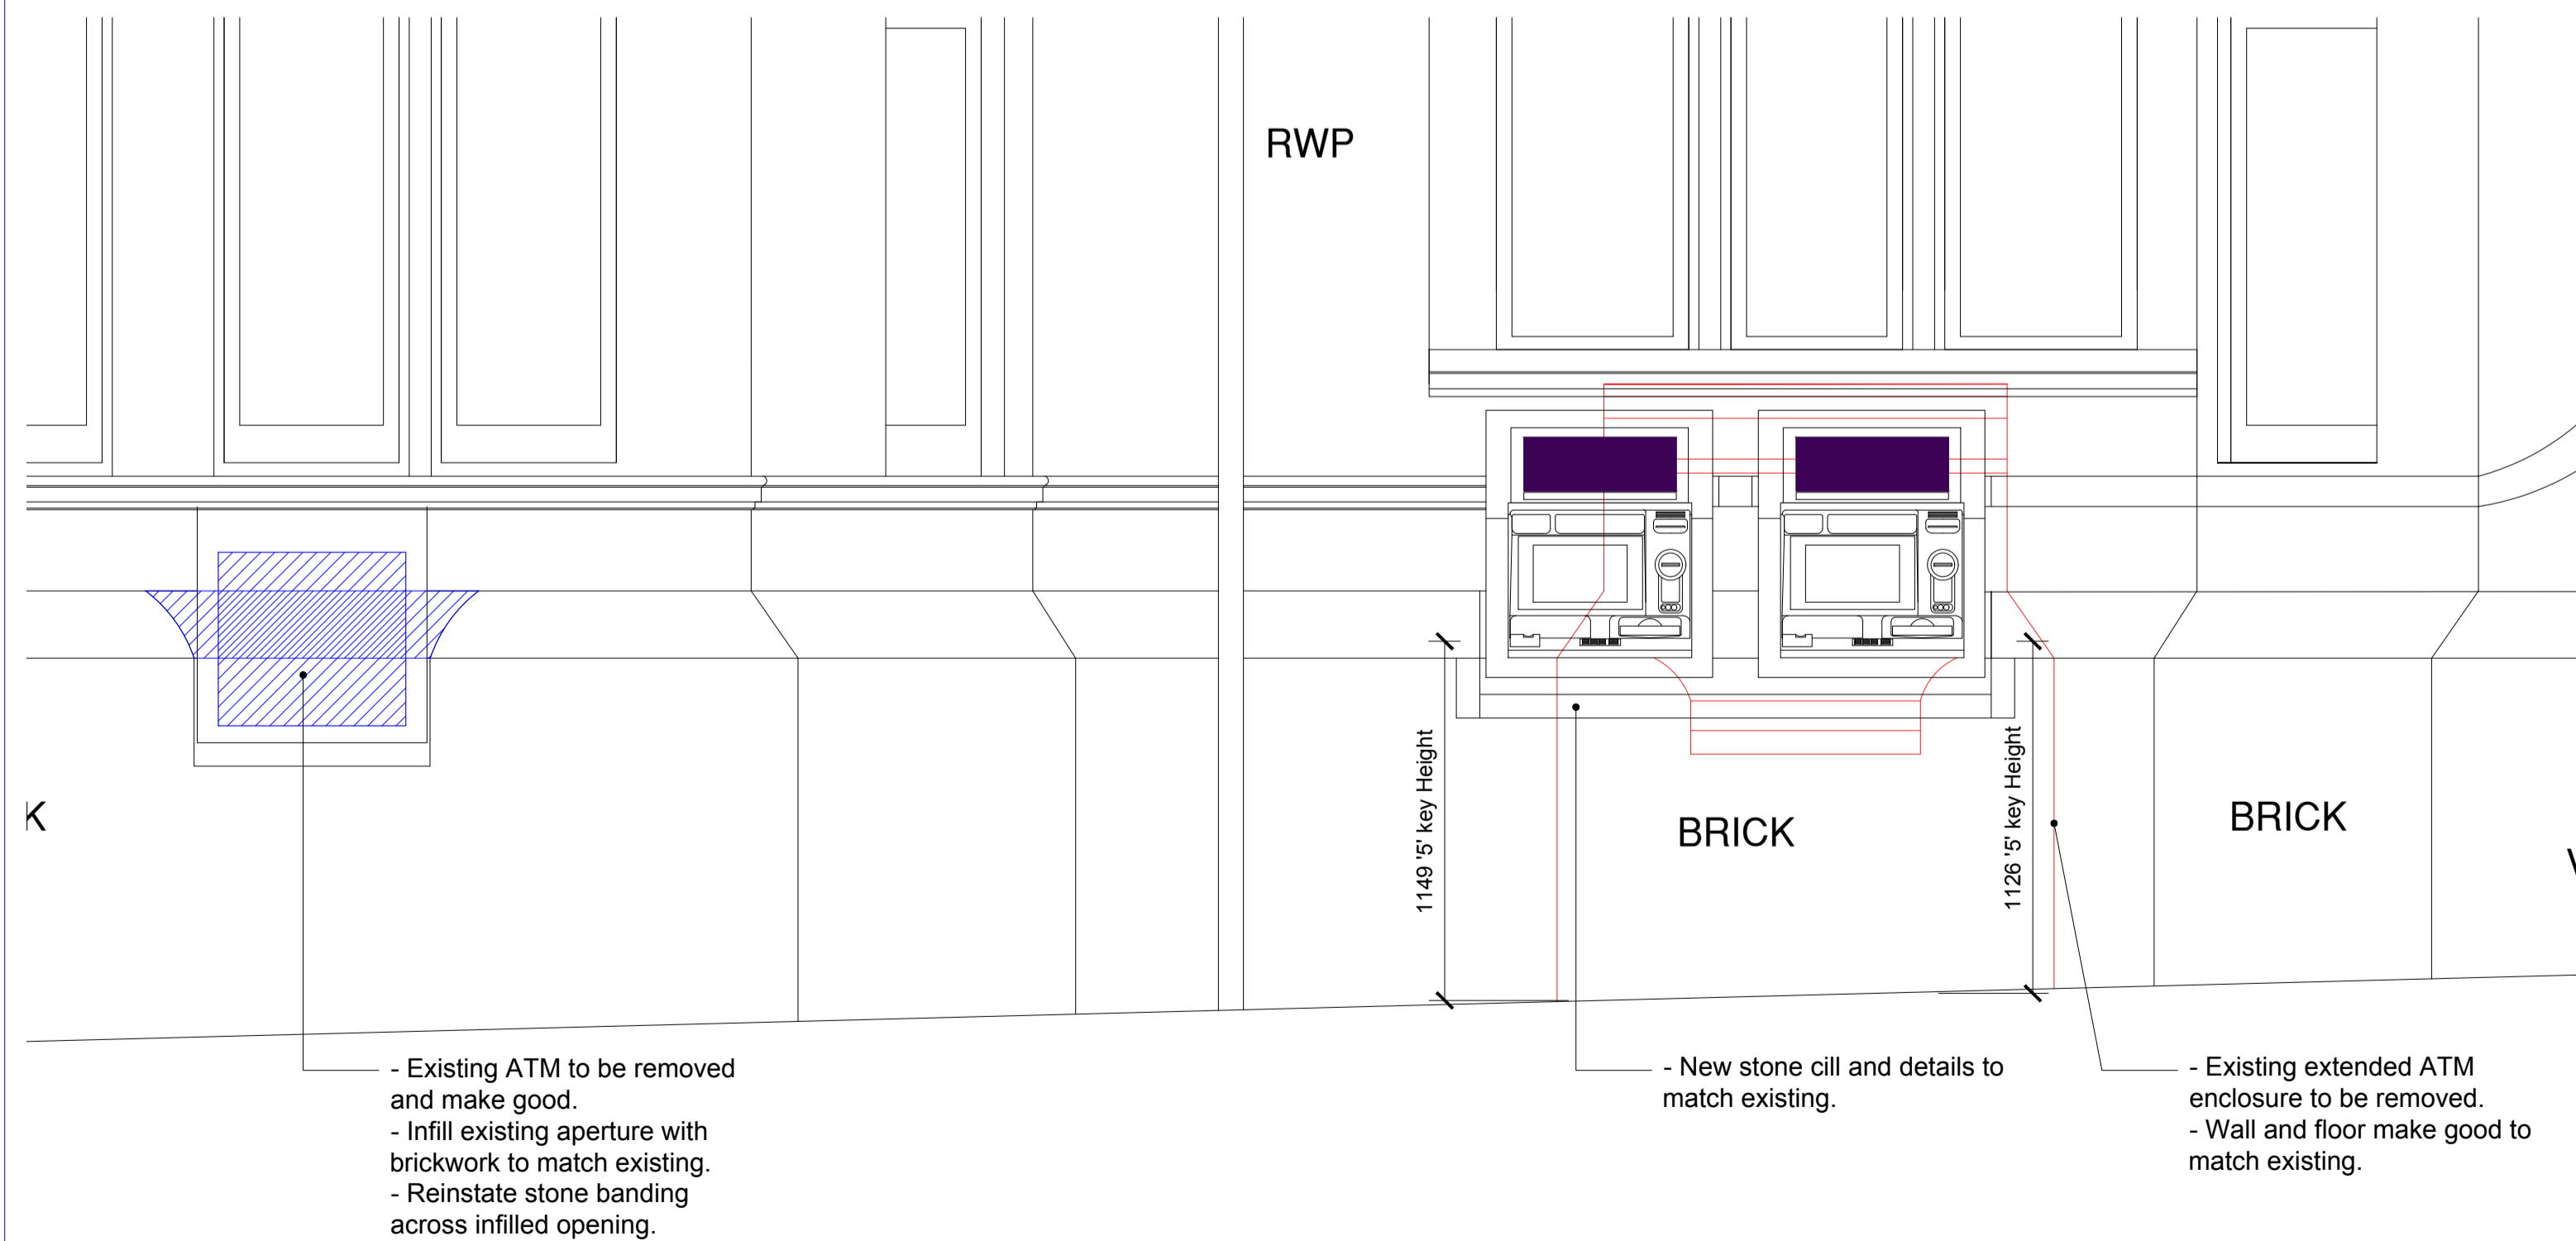 RWP
1149 '5' key Height
1126 '5' key Height
K
BRICK
BRICK
- Existing ATM to be removed
and make good.
- Infill existing aperture with
brickwork to match existing.
- Reinstate stone banding
across infilled opening.
- New stone cill and details to
match existing.
- Existing extended ATM
enclosure to be removed.
- Wall and floor make good to
match existing.